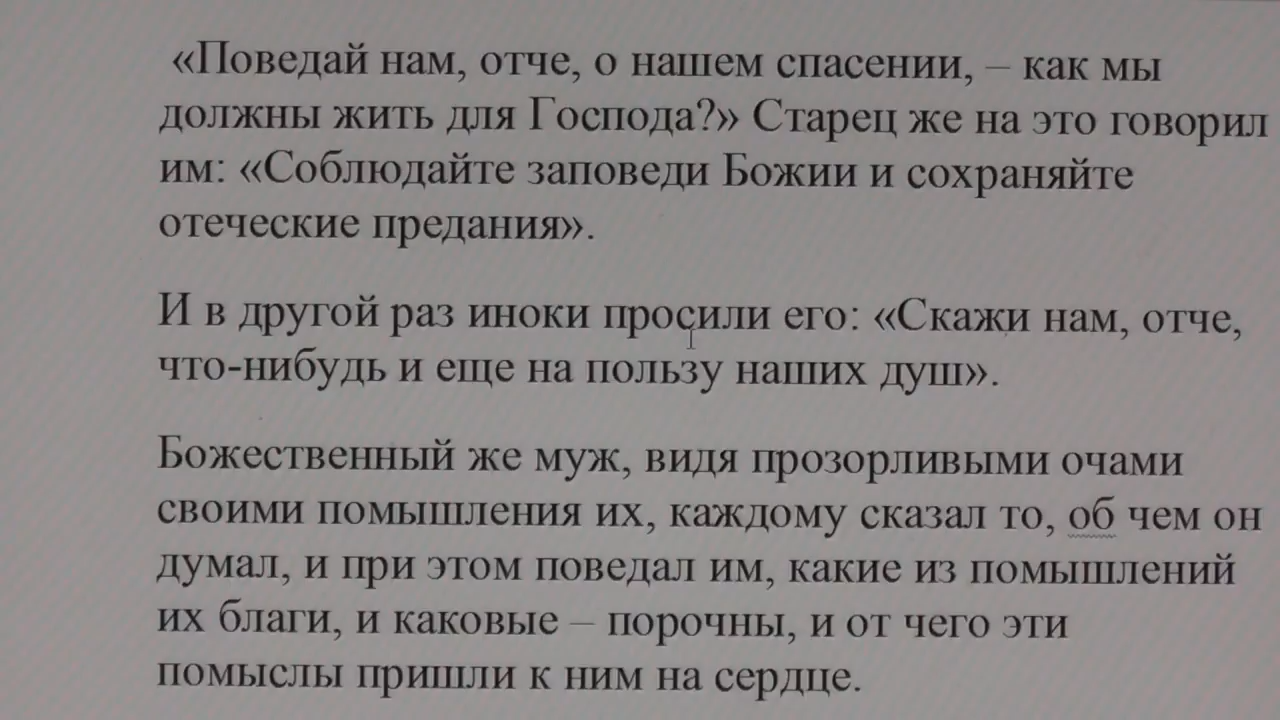 «Поведай нам, отче, о нашем спасении, – как мы
должны жить для Господа?» Старец же на это говорил
им: «Соблюдайте заповеди Божии и сохраняйте
отеческие предания».
И в другой раз иноки просили его: «Скажи нам, отче,
что-нибудь и еще на пользу наших душ».
Божественный же муж, видя прозорливыми очами
своими помышления их, каждому сказал то, об чем он
думал, и при этом поведал им, какие из помышлений
их благи, и каковые – порочны, и от чего эти
помыслы пришли к ним на сердце.